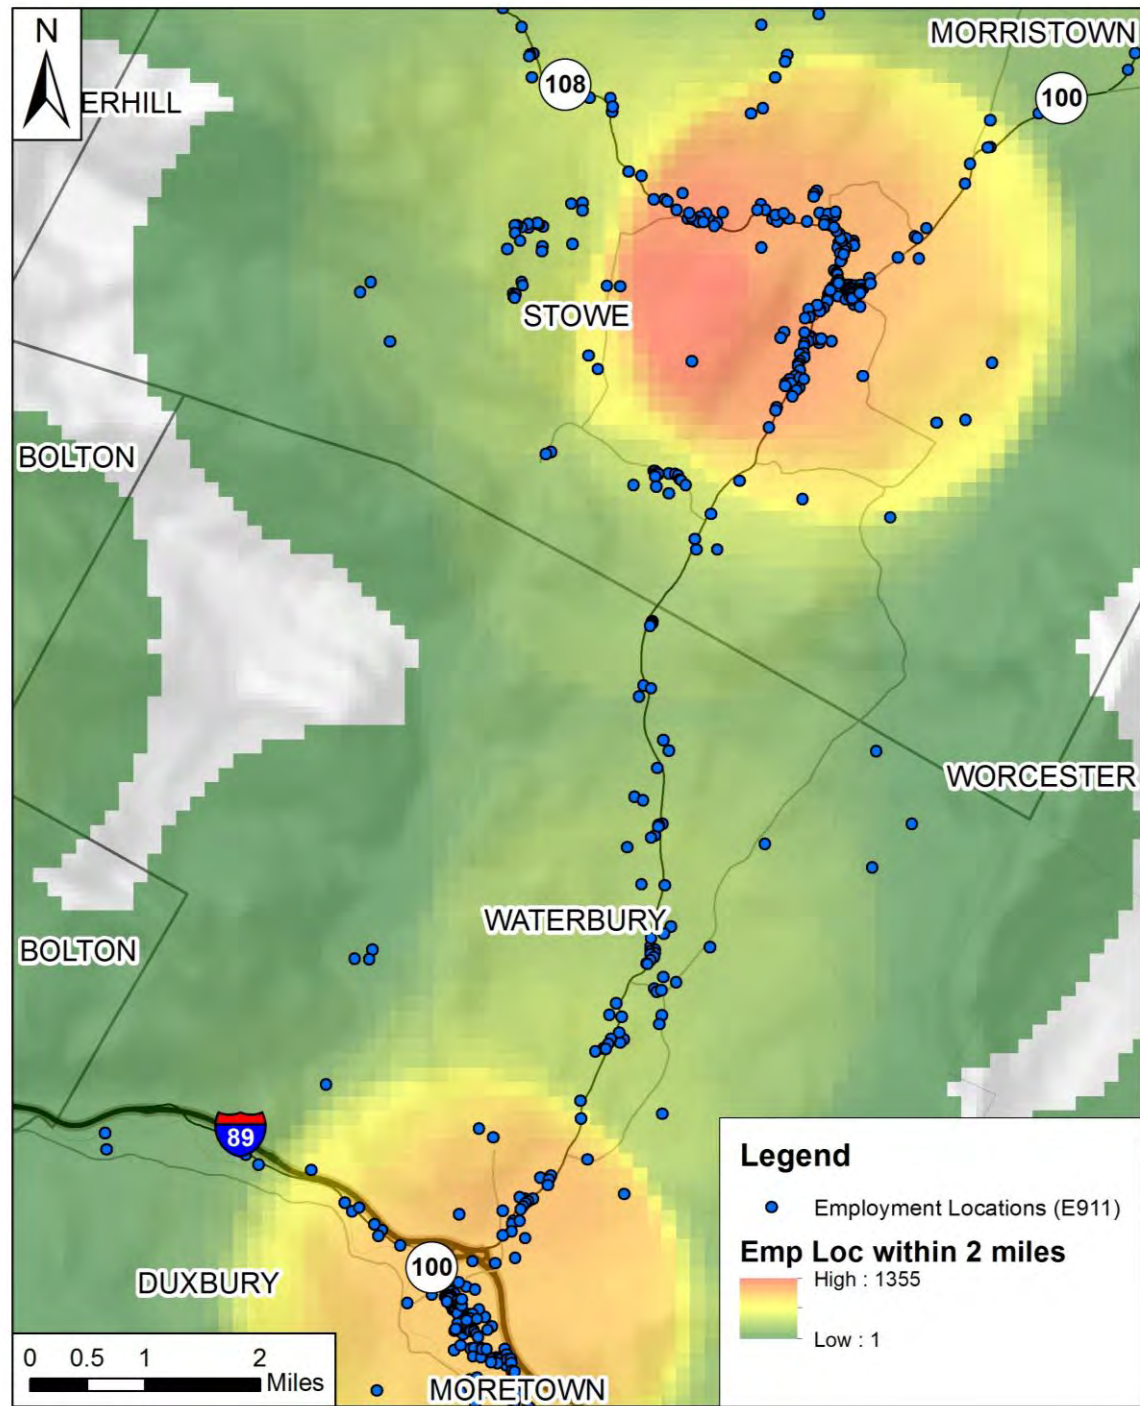 N
MORRISTOWN
108
100
ERHILL
STOWE
BOLTON
WORCESTER
WATERBURY
BOLTON
89
100
DUXBURY
MORETOWN
0 0.5 1 2
Miles
Legend
Employment Locations (E911)
Emp Loc within 2 miles
High : 1355
Low : 1